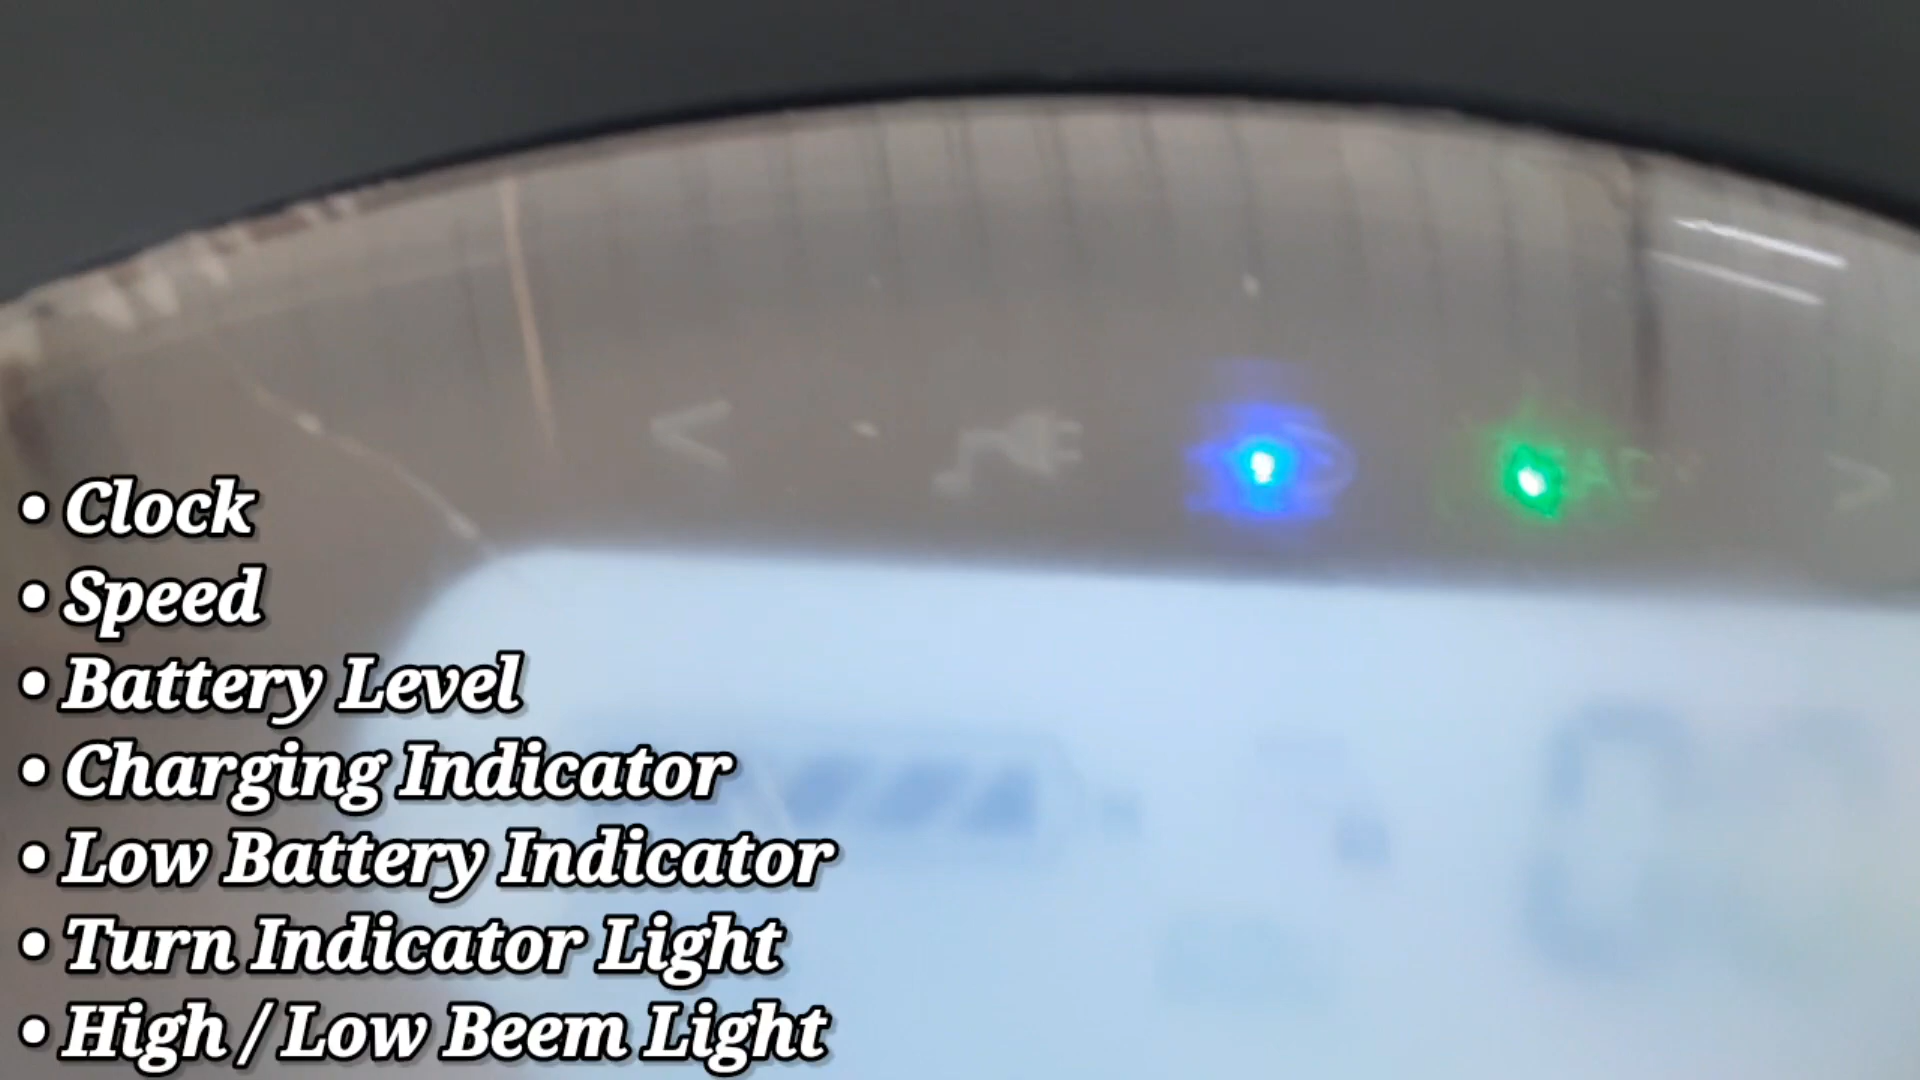 • Clock
• Speed
• Battery Level
• Charging Indicator
• Low Battery Indicator
• Turn Indicator Light
• High / Low Beem Light